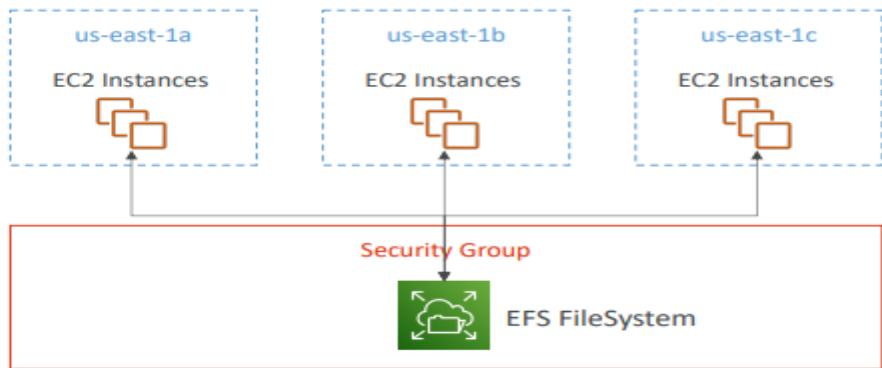 us-east-1a
us-east-1b
us-east-1c
EC2 Instances
EC2 Instances
EC2 Instances
Security Group
EFS FileSystem